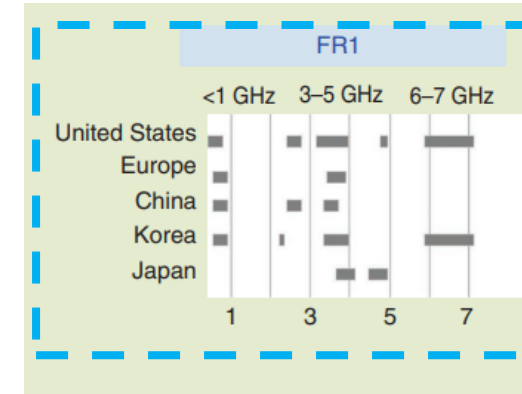 FR1
<1 GHz 3–5 GHz 6–7 GHz
United States
Europe
China
Korea
Japan
1 3 5 7